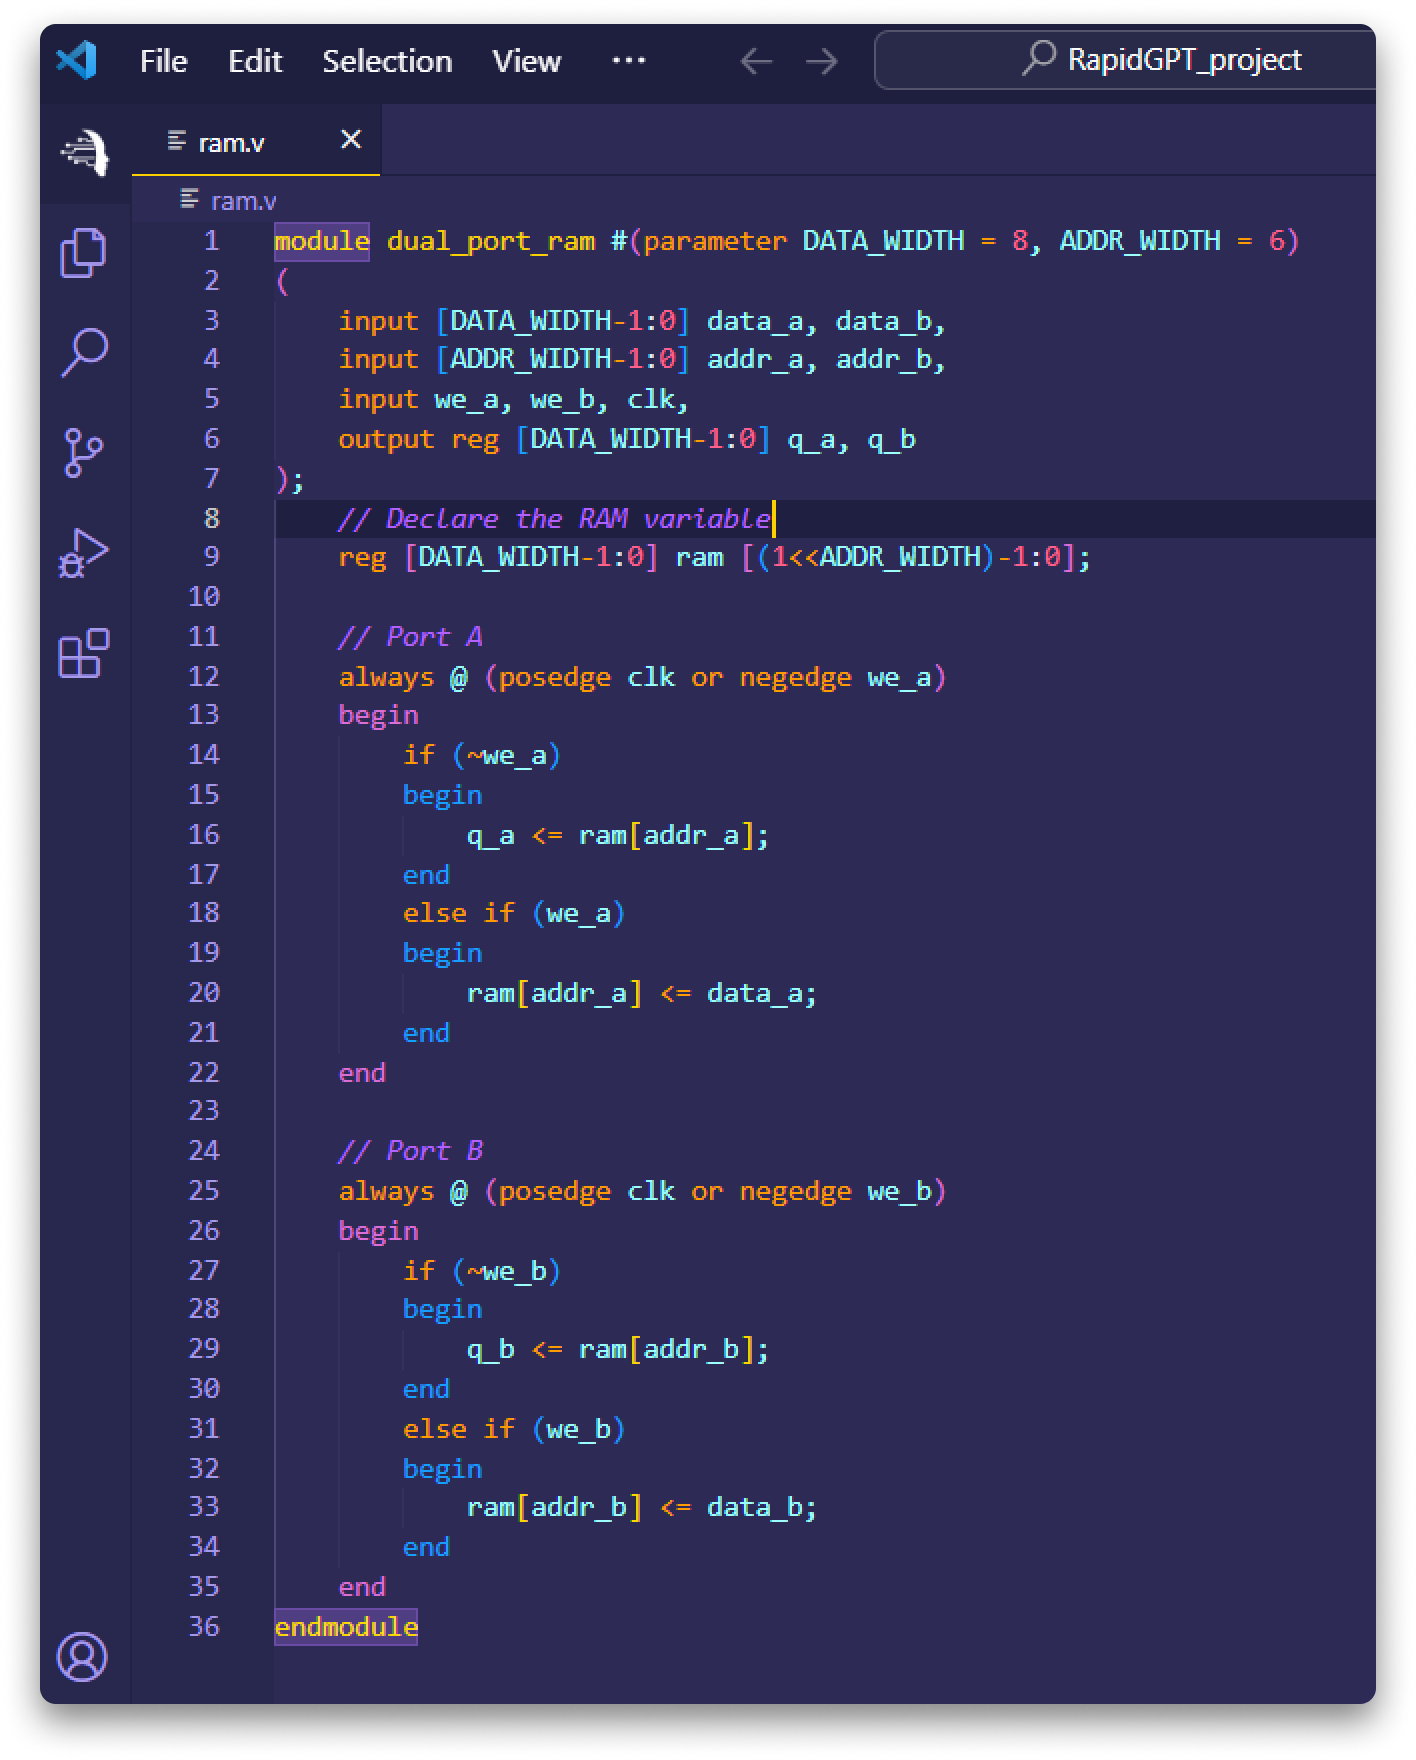 File Edit Selection View ··· RapidGPT_project
ram.v
ram.v
1 module dual_port_ram #(parameter DATA_WIDTH = 8, ADDR_WIDTH = 6)
2 (
3     input [DATA_WIDTH-1:0] data_a, data_b,
4     input [ADDR_WIDTH-1:0] addr_a, addr_b,
5     input we_a, we_b, clk,
6     output reg [DATA_WIDTH-1:0] q_a, q_b
7 );
8     // Declare the RAM variable
9     reg [DATA_WIDTH-1:0] ram [(1<<ADDR_WIDTH)-1:0];
10
11     // Port A
12     always @ (posedge clk or negedge we_a)
13     begin
14         if (~we_a)
15         begin
16             q_a <= ram[addr_a];
17         end
18         else if (we_a)
19         begin
20             ram[addr_a] <= data_a;
21         end
22     end
23
24     // Port B
25     always @ (posedge clk or negedge we_b)
26     begin
27         if (~we_b)
28         begin
29             q_b <= ram[addr_b];
30         end
31         else if (we_b)
32         begin
33             ram[addr_b] <= data_b;
34         end
35     end
36 endmodule